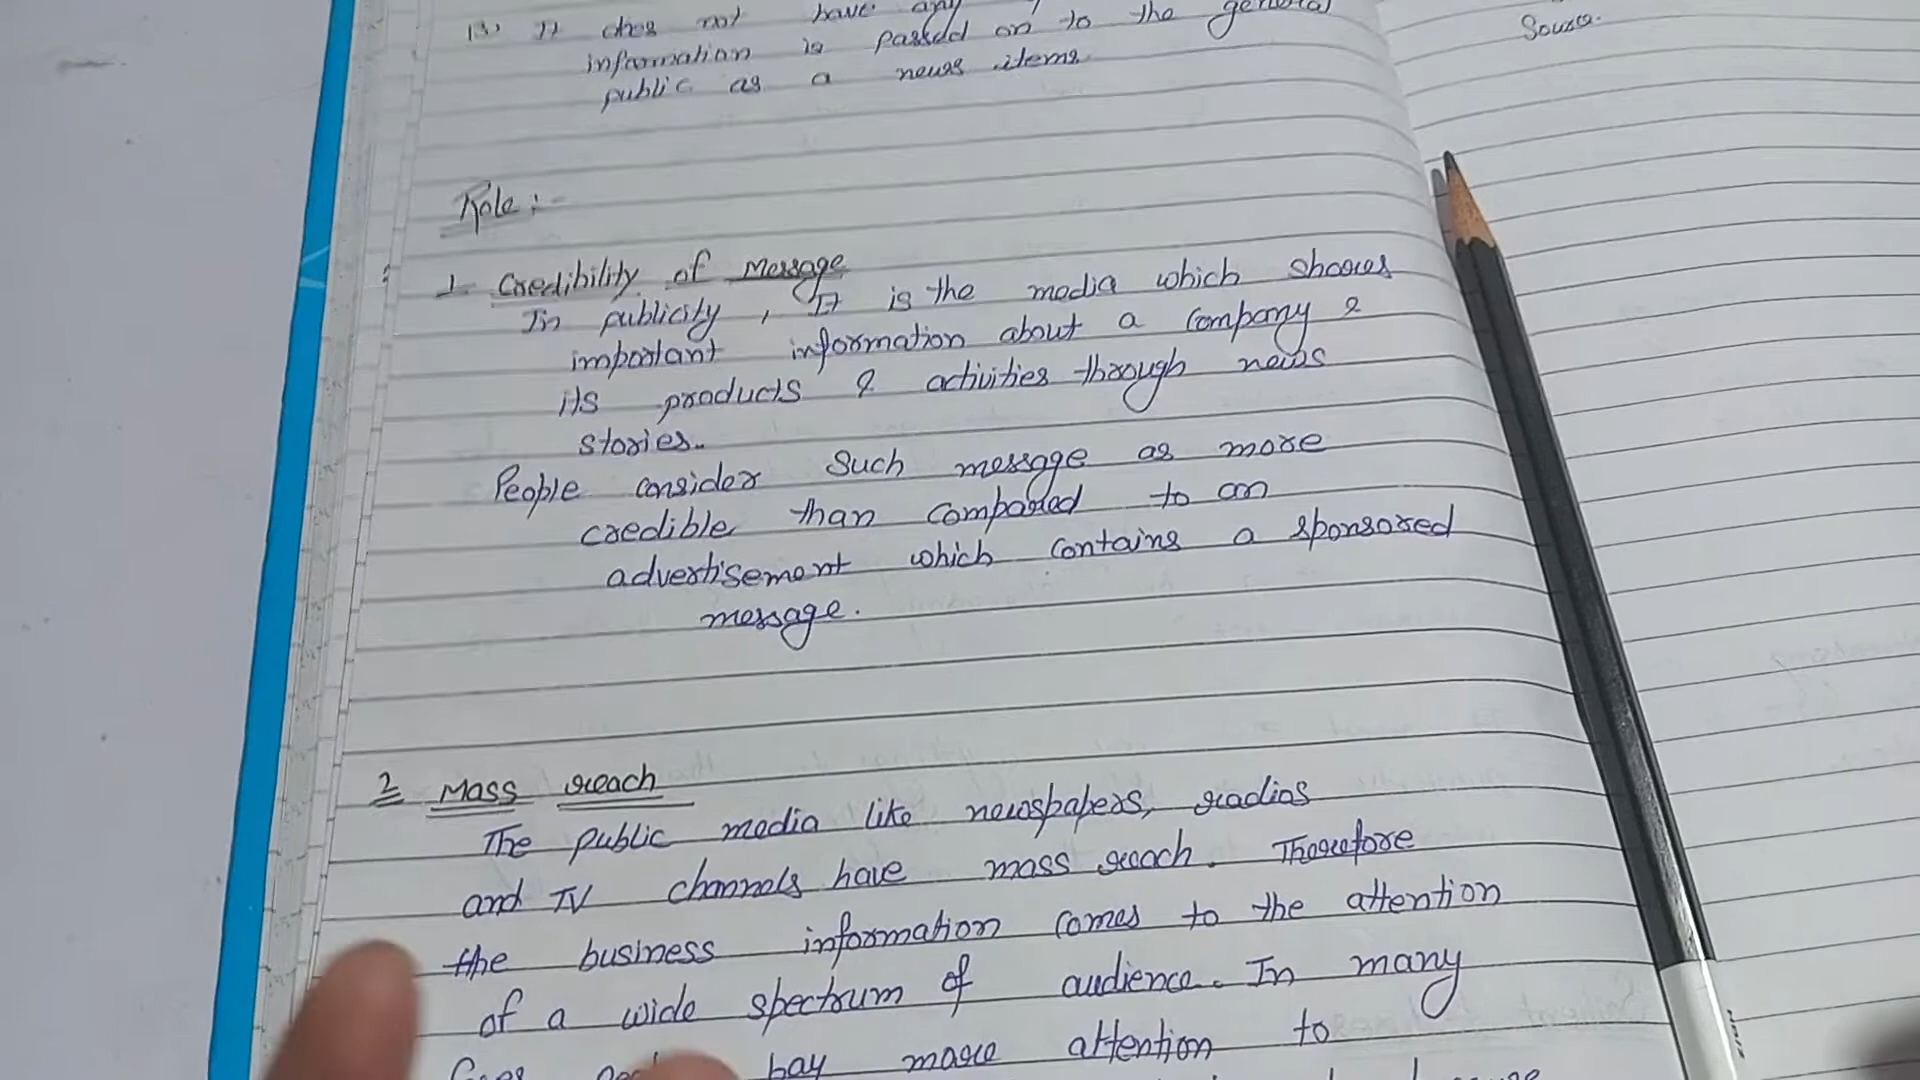 It does not have any
information is passed on to the general
public as a news items
Source.
Role :-
1 Credibility of Message
In publicity, It is the media which shows
important information about a company &
its products & activities through news
stories..
People consider such message as more
credible than compared to an
advertisement which contains a sponsored
message.
2 Mass reach
The public media like newspapers, radios
and TV channels have mass reach. Therefore
the business information comes to the attention
of a wide spectrum of audience. In many
pay more attention to